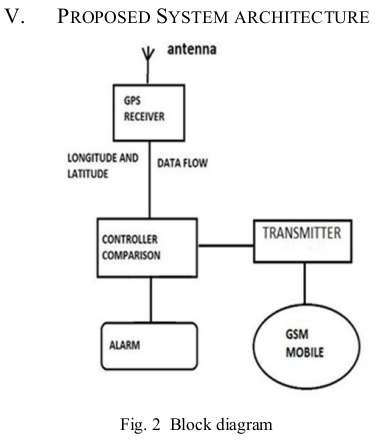 V. PROPOSED SYSTEM ARCHITECTURE
antenna
GPS
RECEIVER
LONGITUDE AND
LATITUDE
DATA FLOW
CONTROLLER
COMPARISON
TRANSMITTER
ALARM
GSM
MOBILE
Fig. 2 Block diagram